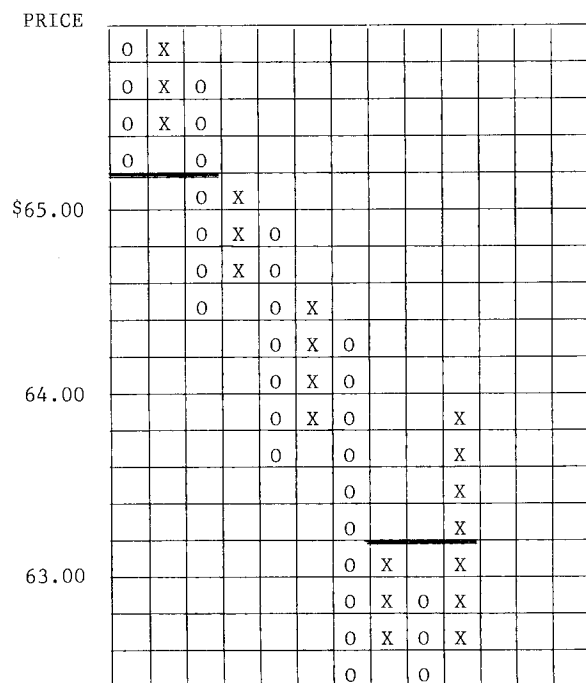 PRICE
O X
O X O
O X O
O O
$65.00 O X
O X O
O X O
O O X
O X O
64.00 O X O
O X O X
O O X
O X
O X
63.00 O X X
O X O X
O X O X
O O